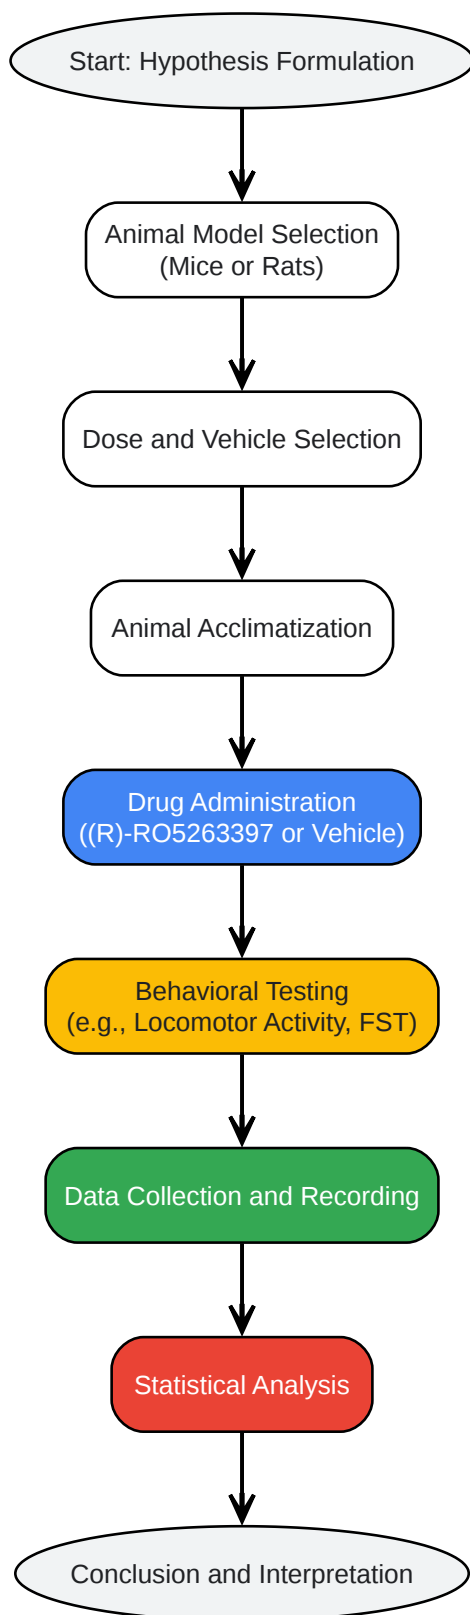 Start: Hypothesis Formulation
Animal Model Selection
(Mice or Rats)
Dose and Vehicle Selection
Animal Acclimatization
Drug Administration
((R)-RO5263397 or Vehicle)
Behavioral Testing
(e.g., Locomotor Activity, FST)
Data Collection and Recording
Statistical Analysis
Conclusion and Interpretation